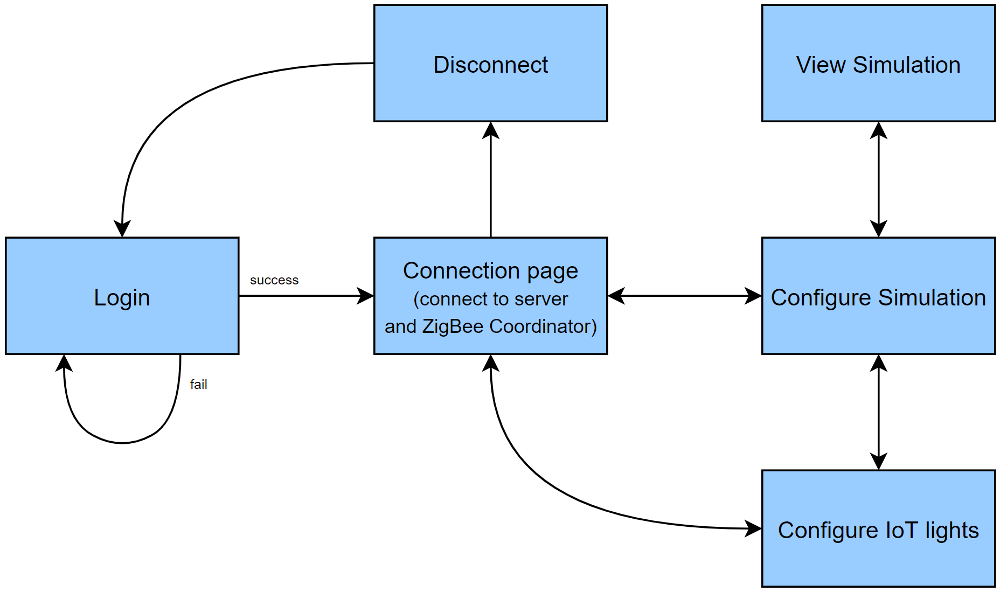 Disconnect
View Simulation
Login
success
Connection page
(connect to server
and ZigBee Coordinator)
Configure Simulation
fail
Configure IoT lights